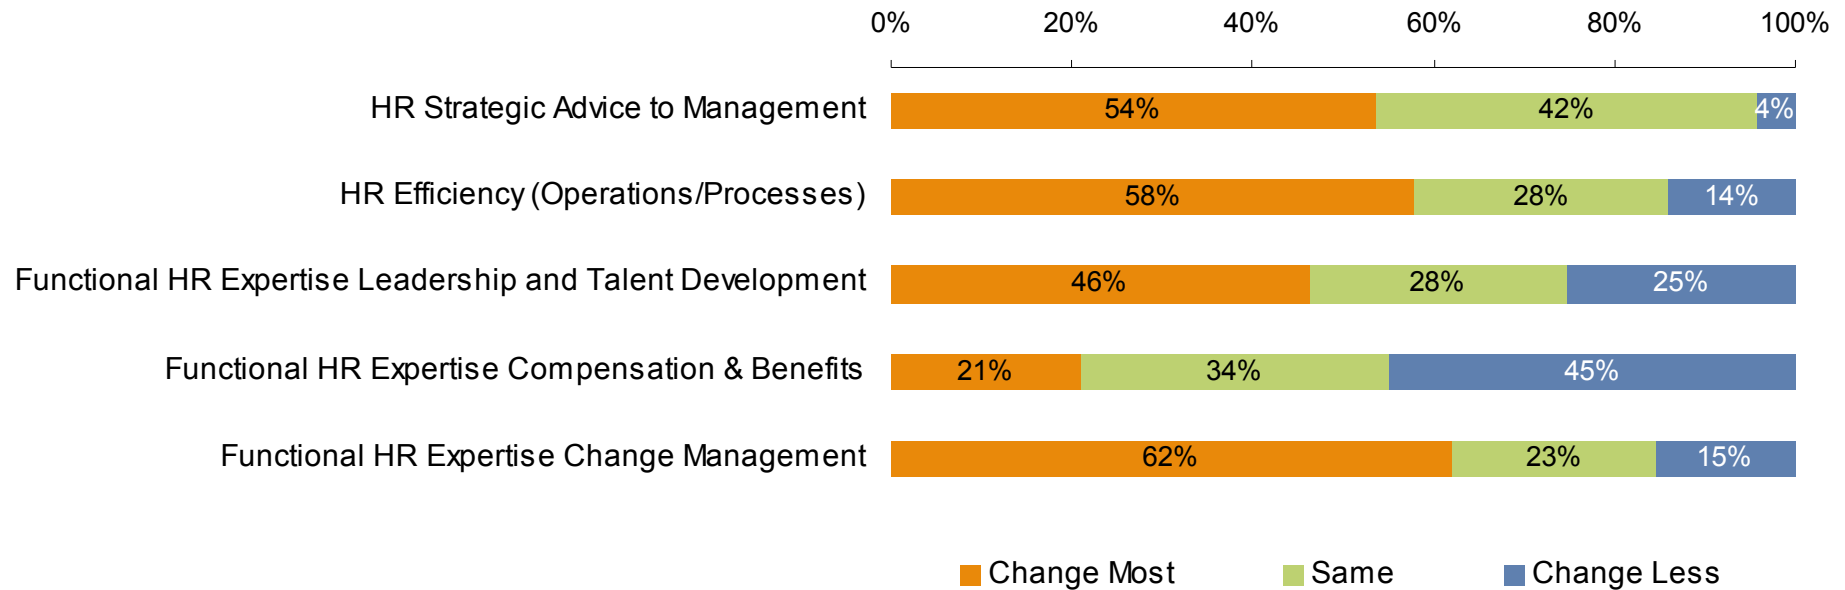 0% 20% 40% 60% 80% 100%
HR Strategic Advice to Management 54% 42% 4%
HR Efficiency (Operations/Processes) 58% 28% 14%
Functional HR Expertise Leadership and Talent Development 46% 28% 25%
Functional HR Expertise Compensation & Benefits 21% 34% 45%
Functional HR Expertise Change Management 62% 23% 15%
Change Most Same Change Less